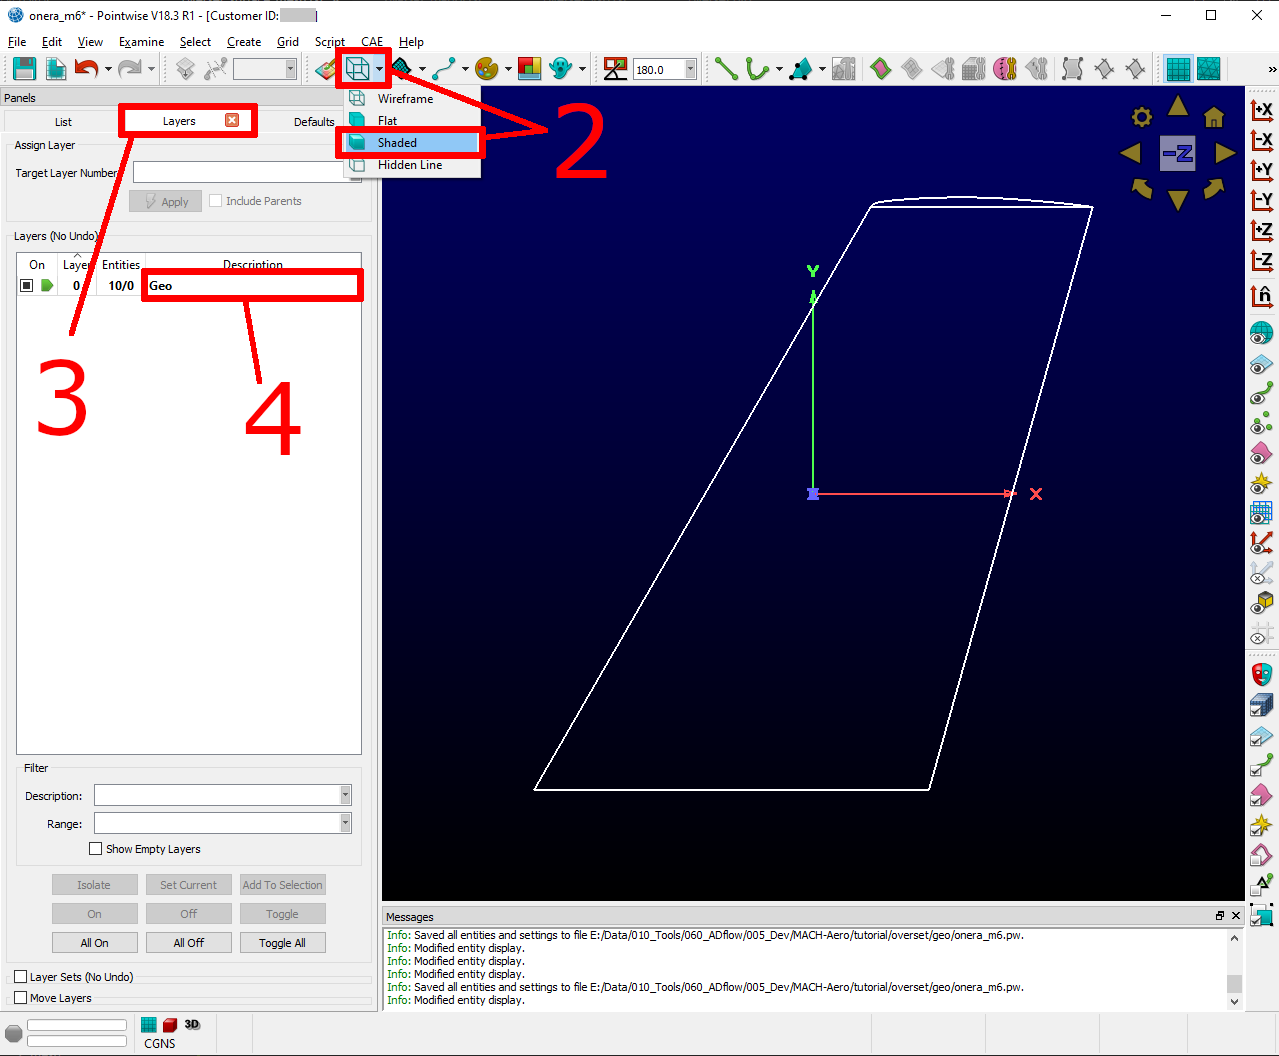 onera_m6* - Pointwise V18.3 R1 - [Customer ID: ]
File Edit View Examine Select Create Grid Script CAE Help
180.0
Panels
List Layers Defaults
Wireframe
Flat
Shaded
Hidden Line
2
Assign Layer
Target Layer Number
Apply Include Parents
Layers (No Undo)
On Layer Entities Description
0 10/0 Geo
3
4
Y
X
-Z
+X
-X
+Y
-Y
+Z
-Z
n̂
Filter
Description:
Range:
Show Empty Layers
Isolate Set Current Add To Selection
On Off Toggle
All On All Off Toggle All
Layer Sets (No Undo)
Move Layers
Messages
Info: Saved all entities and settings to file E:/Data/010_Tools/060_ADflow/005_Dev/MACH-Aero/tutorial/overset/geo/onera_m6.pw.
Info: Modified entity display.
Info: Modified entity display.
Info: Modified entity display.
Info: Saved all entities and settings to file E:/Data/010_Tools/060_ADflow/005_Dev/MACH-Aero/tutorial/overset/geo/onera_m6.pw.
Info: Modified entity display.
3D
CGNS